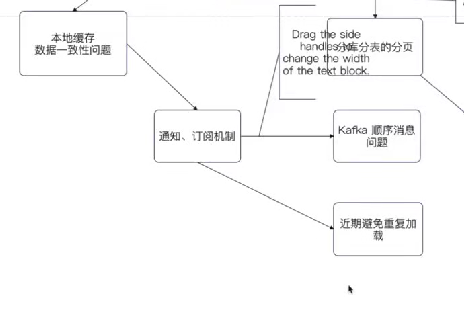 本地缓存
数据一致性问题
Drag the side
handles to
change the width
of the text block.
分库分表的分页
通知、订阅机制
Kafka 顺序消息
问题
近期避免重复加
载